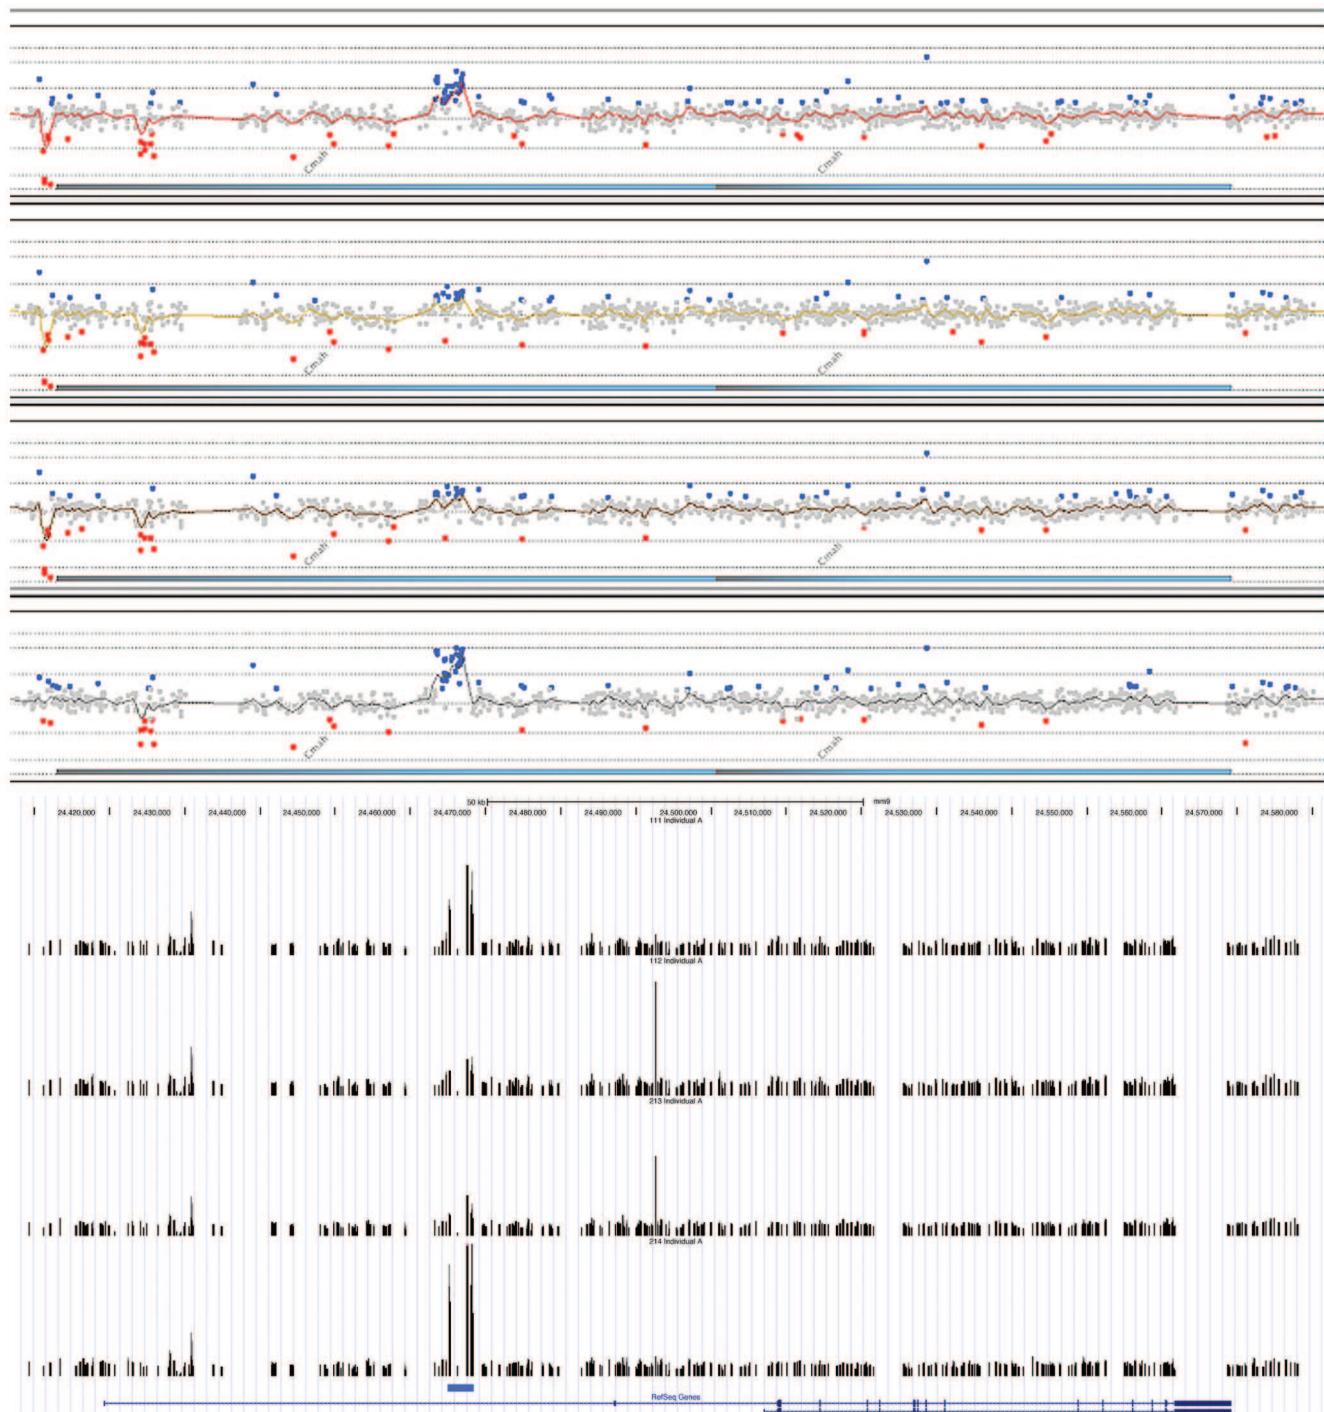 Cmah Cmah
Cmah Cmah
Cmah Cmah
Cmah Cmah
50 kb mm9
24,420,000 24,430,000 24,440,000 24,450,000 24,460,000 24,470,000 24,480,000 24,490,000 24,500,000 24,510,000 24,520,000 24,530,000 24,540,000 24,550,000 24,560,000 24,570,000 24,580,000
111 Individual A
112 Individual A
213 Individual A
214 Individual A
RefSeq Genes